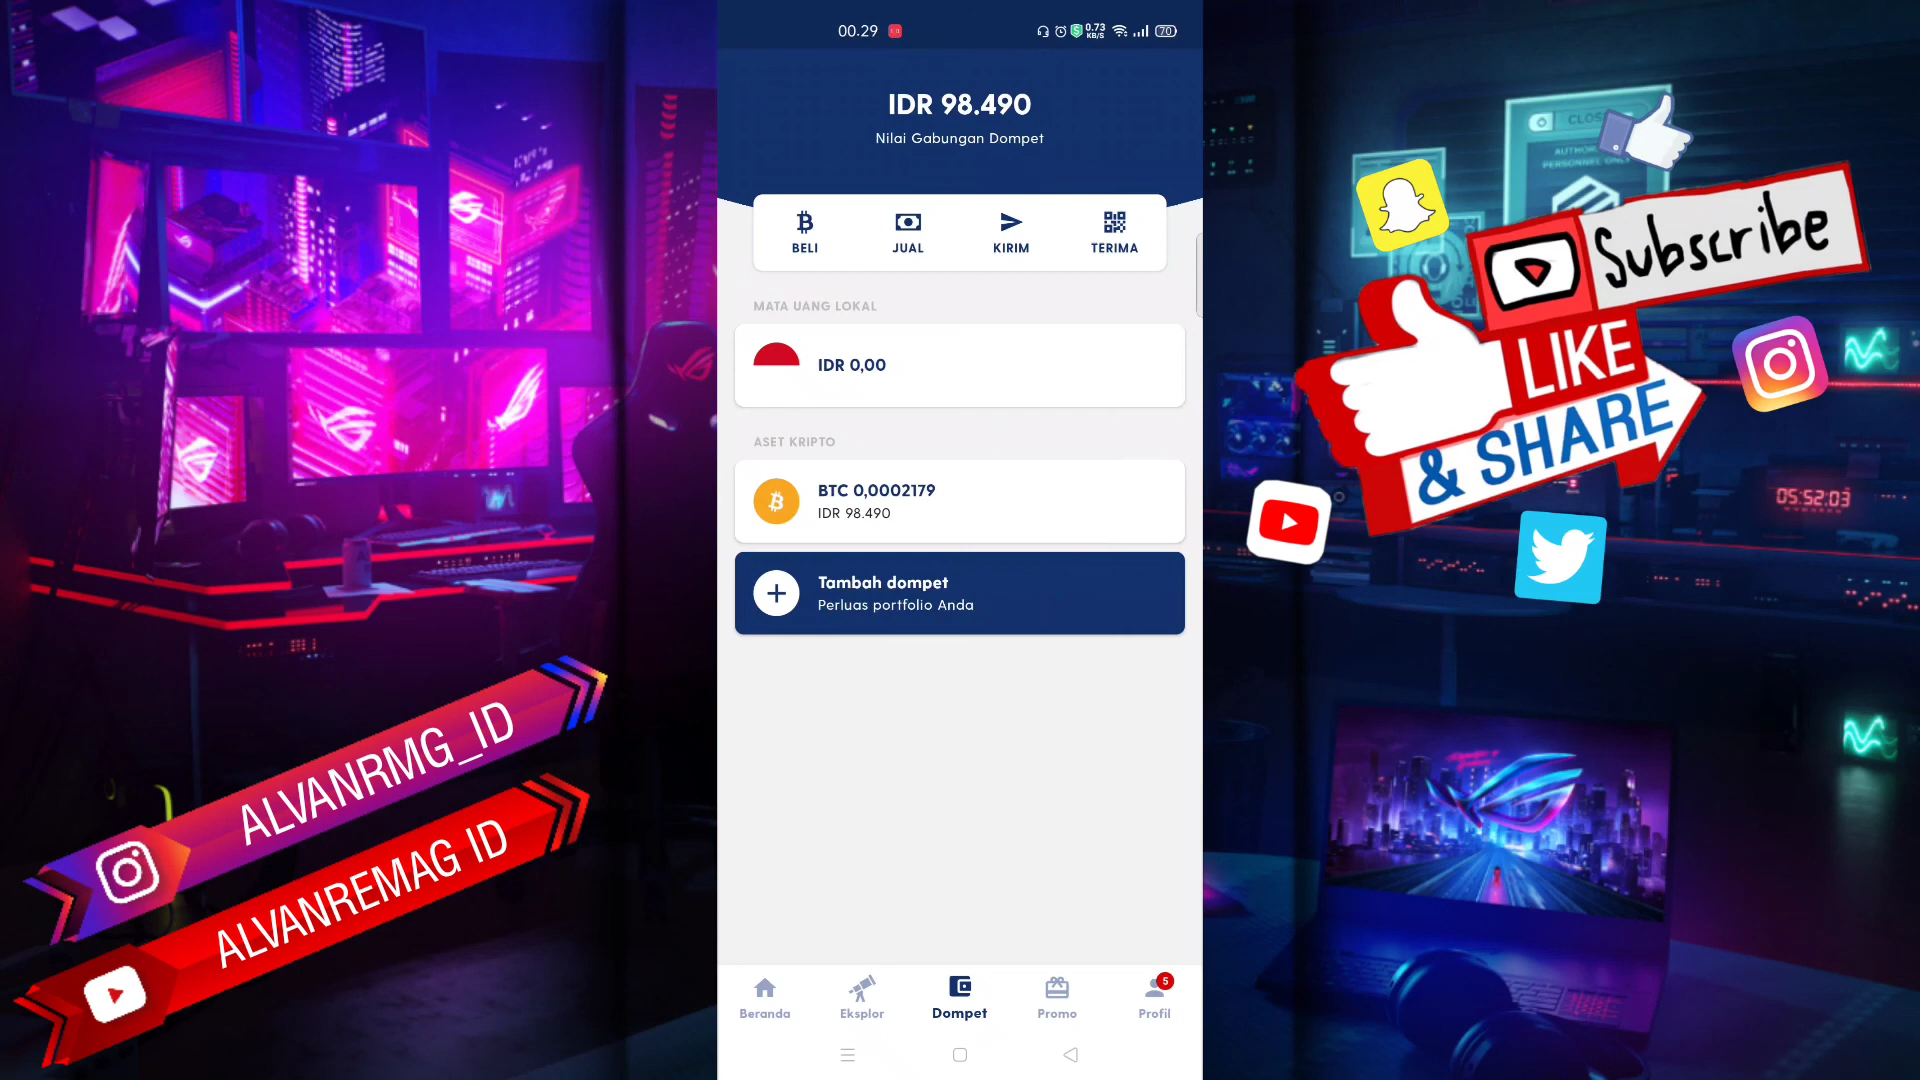 00.29
0.73
KB/S
70
IDR 98.490
Nilai Gabungan Dompet
BELI
JUAL
KIRIM
TERIMA
MATA UANG LOKAL
IDR 0,00
ASET KRIPTO
BTC 0,0002179
IDR 98.490
Tambah dompet
Perluas portfolio Anda
Beranda
Eksplor
Dompet
Promo
Profil
5
ALVANRMG_ID
ALVANREMAG ID
Subscribe
LIKE
& SHARE
05:52:03
PERSONNEL ONLY